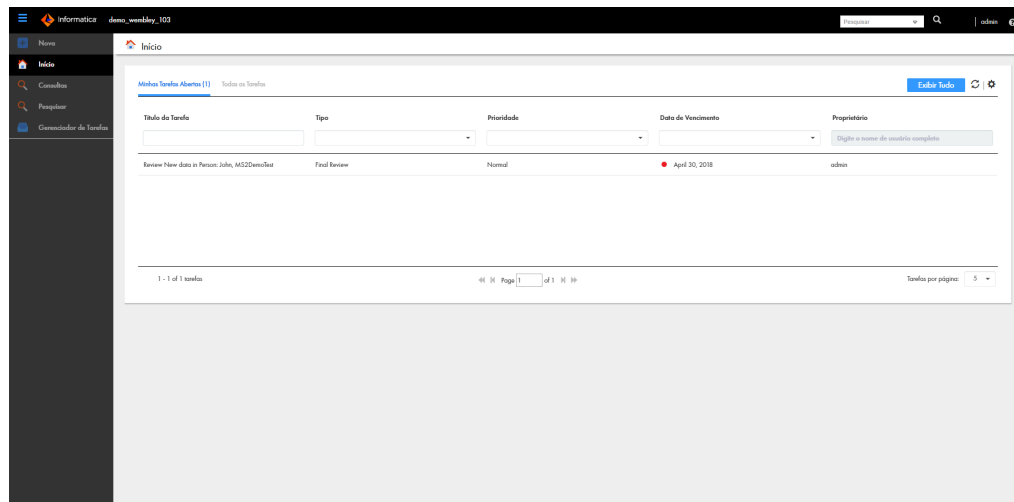 Informatica demo_wembley_103 Pesquisar admin
Novo
Início
Consultas
Pesquisar
Gerenciador de Tarefas
Início
Minhas Tarefas Abertas (1) Todas as Tarefas Exibir Tudo
Título da Tarefa Tipo Prioridade Data de Vencimento Proprietário
Digite o nome de usuário completo
Review New data in Person: John, MS2DemoTest Final Review Normal April 30, 2018 admin
1 - 1 of 1 tarefas Page 1 of 1 Tarefas por página: 5